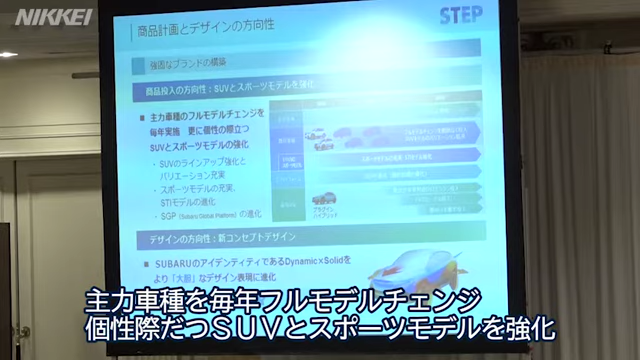 NIKKEI
商品計画とデザインの方向性
STEP
強固なブランドの構築
商品投入の方向性：SUVとスポーツモデルを強化
■ 主力車種のフルモデルチェンジを
毎年実施 更に個性の際立つ
SUVとスポーツモデルの強化
・SUVのラインアップ強化と
バリエーション充実
・スポーツモデルの充実、
STIモデルの進化
・SGP（Subaru Global Platform）の進化
プラグイン
ハイブリッド
デザインの方向性：新コンセプトデザイン
■ SUBARUのアイデンティティであるDynamic×Solidを
より「大胆」なデザイン表現に進化
主力車種を毎年フルモデルチェンジ
個性際だつＳＵＶとスポーツモデルを強化